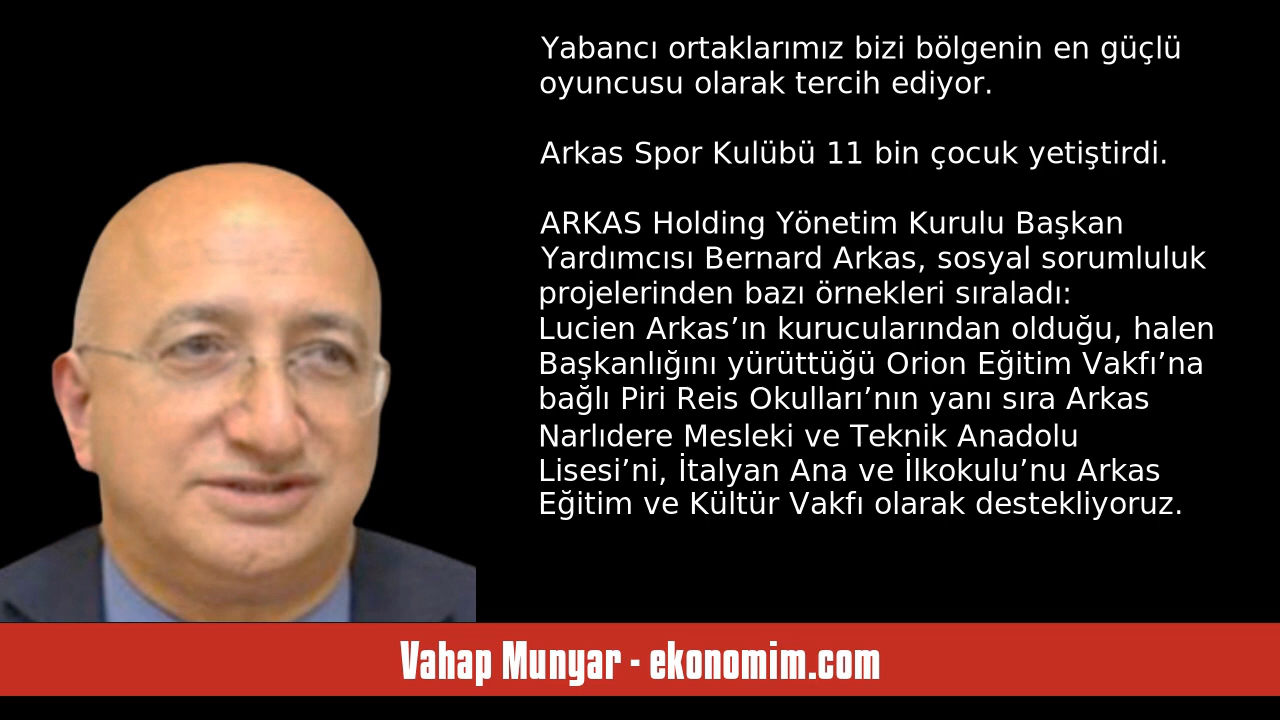 Yabancı ortaklarımız bizi bölgenin en güçlü
oyuncusu olarak tercih ediyor.
Arkas Spor Kulübü 11 bin çocuk yetiştirdi.
ARKAS Holding Yönetim Kurulu Başkan
Yardımcısı Bernard Arkas, sosyal sorumluluk
projelerinden bazı örnekleri sıraladı:
Lucien Arkas’ın kurucularından olduğu, halen
Başkanlığını yürüttüğü Orion Eğitim Vakfı’na
bağlı Piri Reis Okulları’nın yanı sıra Arkas
Narlıdere Mesleki ve Teknik Anadolu
Lisesi’ni, İtalyan Ana ve İlkokulu’nu Arkas
Eğitim ve Kültür Vakfı olarak destekliyoruz.
Vahap Munyar - ekonomim.com